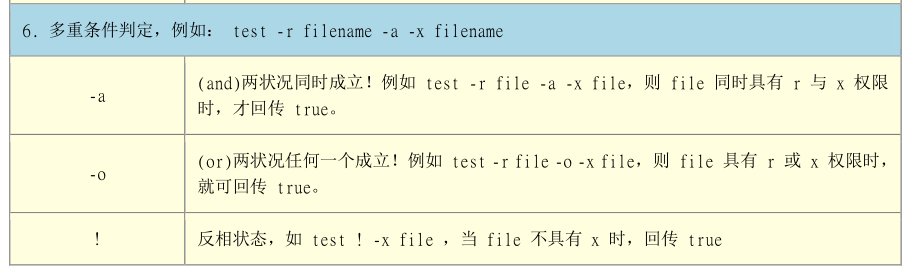 6. 多重条件判定，例如： test -r filename -a -x filename
-a
(and)两状况同时成立！例如 test -r file -a -x file，则 file 同时具有 r 与 x 权限
时，才回传 true。
-o
(or)两状况任何一个成立！例如 test -r file -o -x file，则 file 具有 r 或 x 权限时，
就可回传 true。
!
反相状态，如 test ! -x file ，当 file 不具有 x 时，回传 true